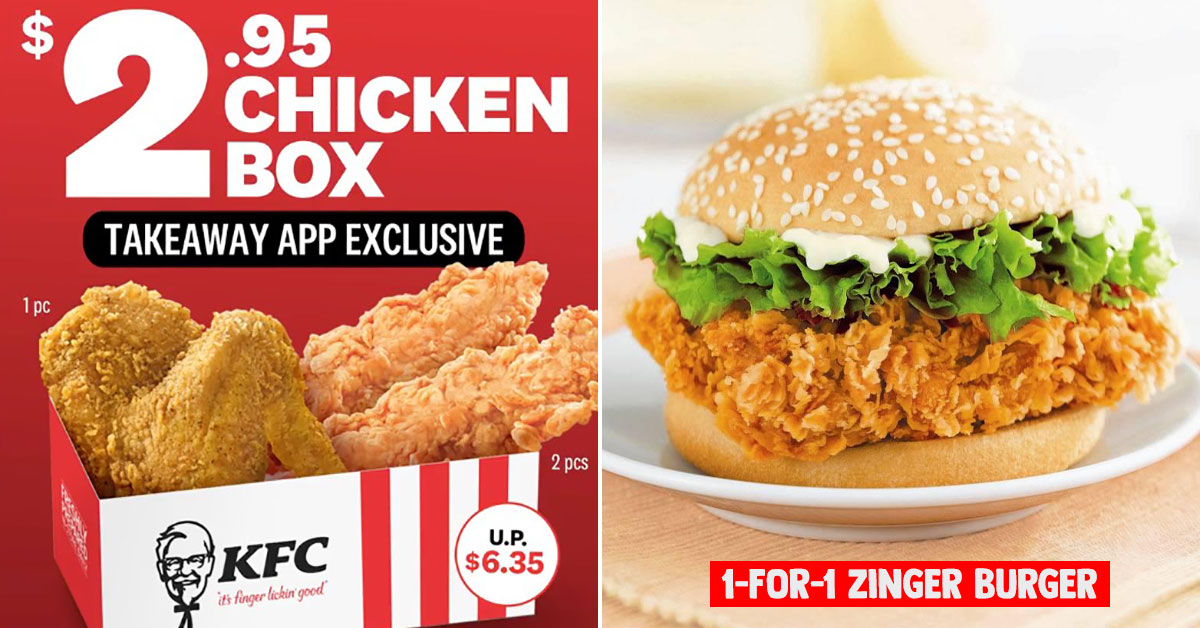 $2.95
CHICKEN
BOX
TAKEAWAY APP EXCLUSIVE
1 pc
2 pcs
KFC
"it's finger lickin' good"
U.P.
$6.35
1-FOR-1 ZINGER BURGER